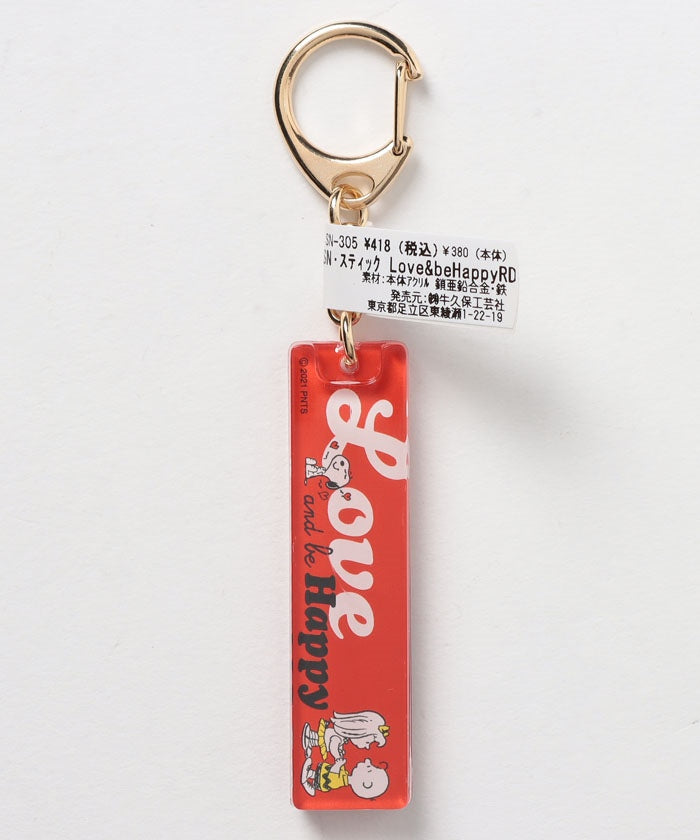 SN-305 ¥418 (税込) ¥380 (本体)
SN・スティック Love&beHappyRD
素材:本体アクリル 鎖亜鉛合金・鉄
発売元:㈲牛久保工芸社
東京都足立区東綾瀬1-22-19
© 2021 PNTS
Love
and be
Happy